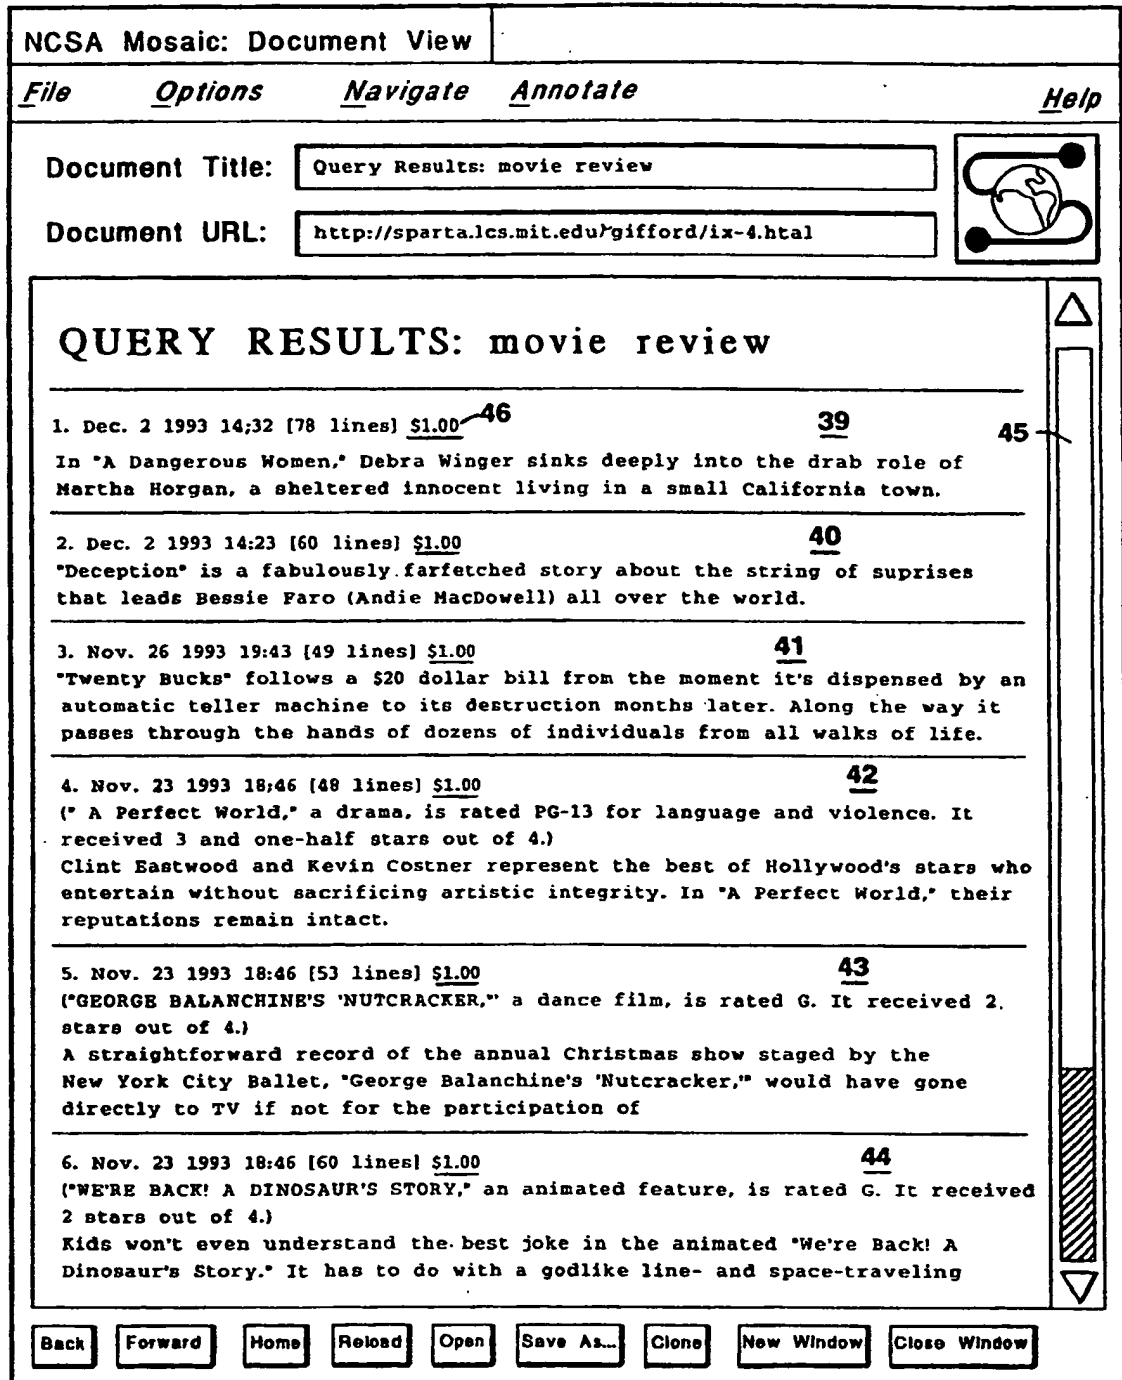 NCSA Mosaic: Document View
File Options Navigate Annotate Help
Document Title: Query Results: movie review
Document URL: http://sparta.lcs.mit.edu/~gifford/ix-4.htal
QUERY RESULTS: movie review
1. Dec. 2 1993 14;32 [78 lines] $1.00 46 39 45
In "A Dangerous Women," Debra Winger sinks deeply into the drab role of
Martha Horgan, a sheltered innocent living in a small California town.
2. Dec. 2 1993 14:23 [60 lines] $1.00 40
"Deception" is a fabulously farfetched story about the string of suprises
that leads Bessie Faro (Andie MacDowell) all over the world.
3. Nov. 26 1993 19:43 [49 lines] $1.00 41
"Twenty Bucks" follows a $20 dollar bill from the moment it's dispensed by an
automatic teller machine to its destruction months later. Along the way it
passes through the hands of dozens of individuals from all walks of life.
4. Nov. 23 1993 18;46 [48 lines] $1.00 42
(" A Perfect World," a drama, is rated PG-13 for language and violence. It
received 3 and one-half stars out of 4.)
Clint Eastwood and Kevin Costner represent the best of Hollywood's stars who
entertain without sacrificing artistic integrity. In "A Perfect World," their
reputations remain intact.
5. Nov. 23 1993 18:46 [53 lines] $1.00 43
("GEORGE BALANCHINE'S 'NUTCRACKER,'" a dance film, is rated G. It received 2
stars out of 4.)
A straightforward record of the annual Christmas show staged by the
New York City Ballet, "George Balanchine's 'Nutcracker,'" would have gone
directly to TV if not for the participation of
6. Nov. 23 1993 18:46 [60 lines] $1.00 44
("WE'RE BACK! A DINOSAUR'S STORY," an animated feature, is rated G. It received
2 stars out of 4.)
Kids won't even understand the best joke in the animated "We're Back! A
Dinosaur's Story." It has to do with a godlike line- and space-traveling
Back Forward Home Reload Open Save As... Clone New Window Close Window